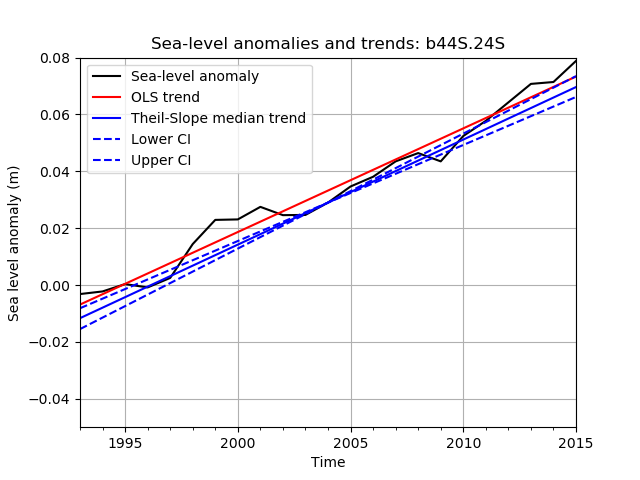 Sea-level anomalies and trends: b44S.24S
Sea-level anomaly
OLS trend
Theil-Slope median trend
Lower CI
Upper CI
0.08
0.06
0.04
0.02
0.00
−0.02
−0.04
Sea level anomaly (m)
1995
2000
2005
2010
2015
Time